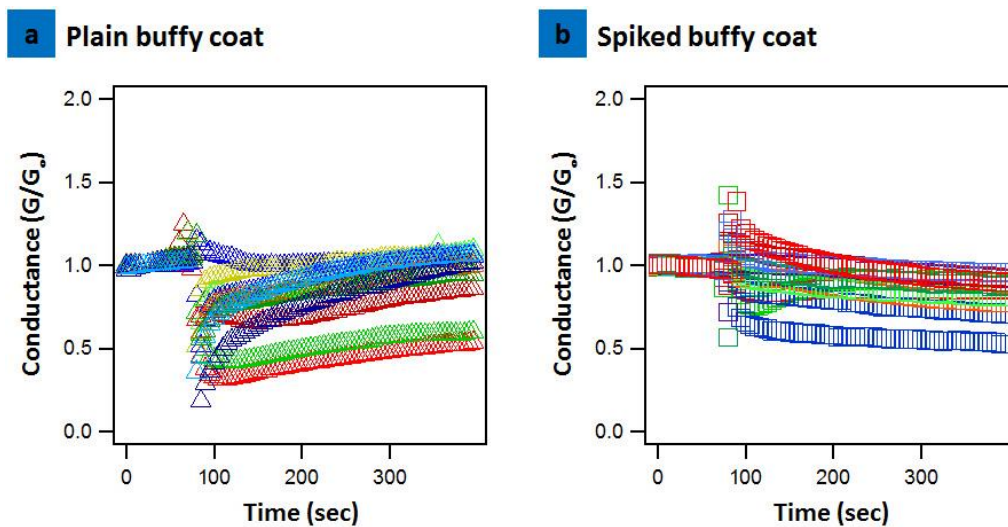 a Plain buffy coat
2.0
1.5
1.0
0.5
0.0
Conductance (G/Gₒ)
0 100 200 300
Time (sec)
b Spiked buffy coat
2.0
1.5
1.0
0.5
0.0
Conductance (G/Gₒ)
0 100 200 300
Time (sec)